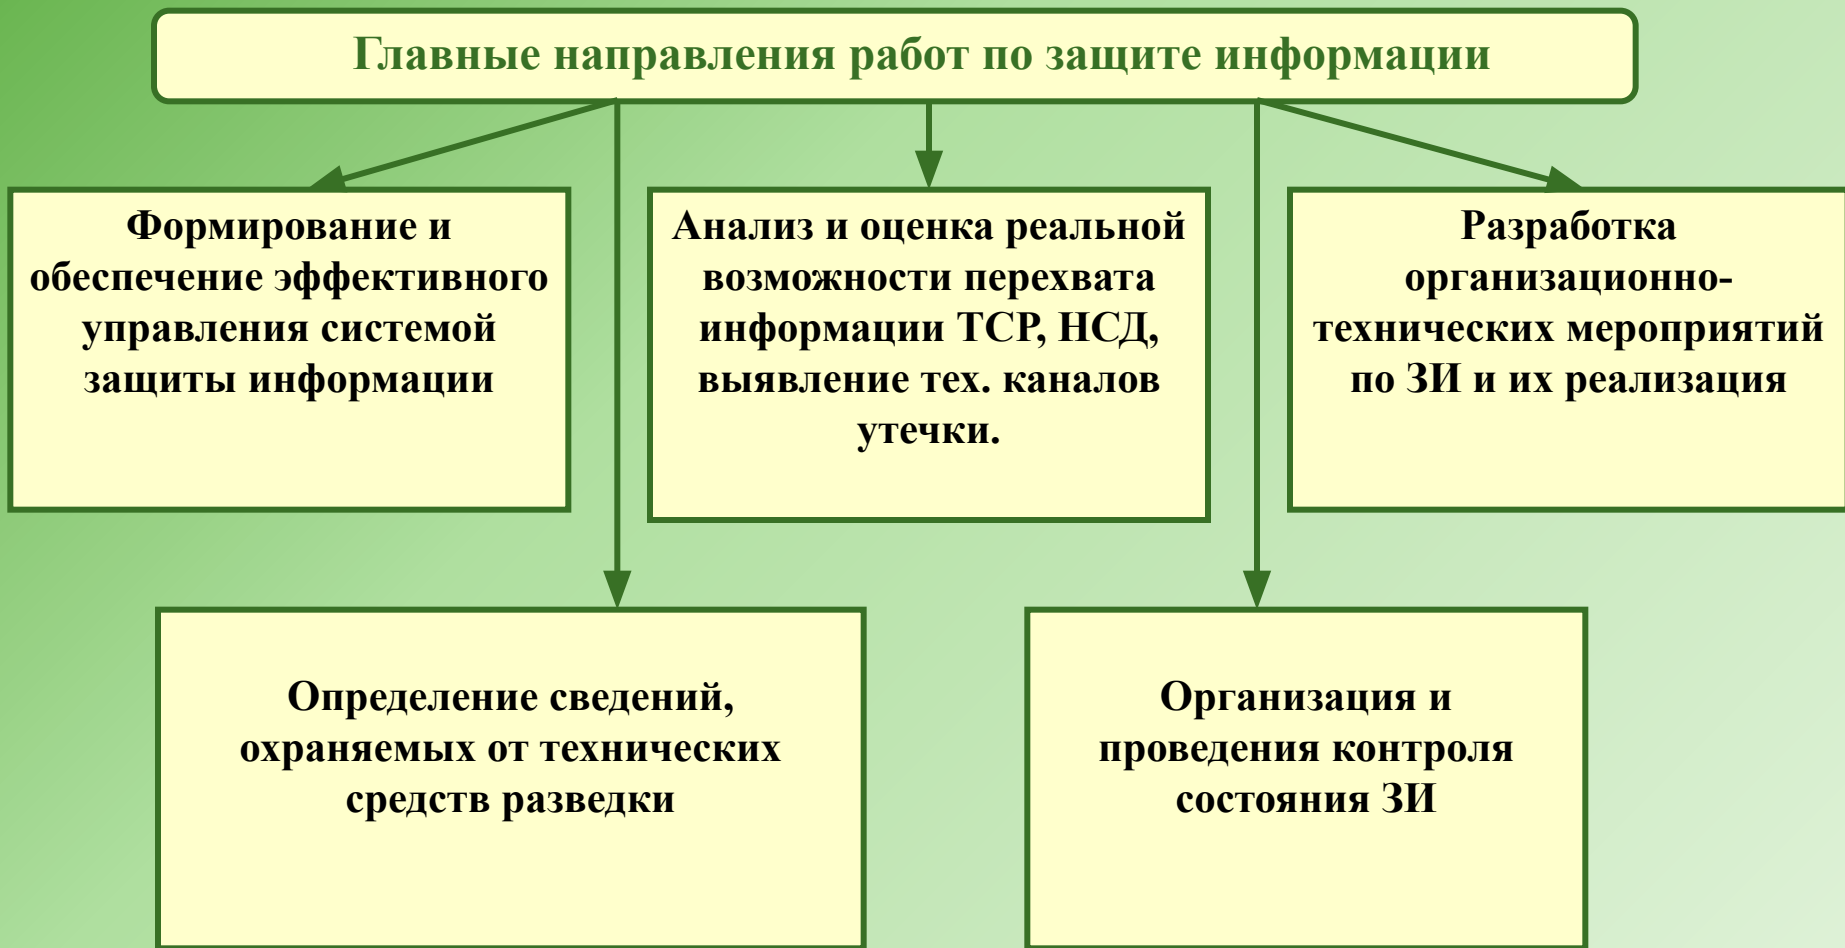 Главные направления работ по защите информации
Формирование и
обеспечение эффективного
управления системой
защиты информации
Анализ и оценка реальной
возможности перехвата
информации ТСР, НСД,
выявление тех. каналов
утечки.
Разработка
организационно-
технических мероприятий
по ЗИ и их реализация
Определение сведений,
охраняемых от технических
средств разведки
Организация и
проведения контроля
состояния ЗИ